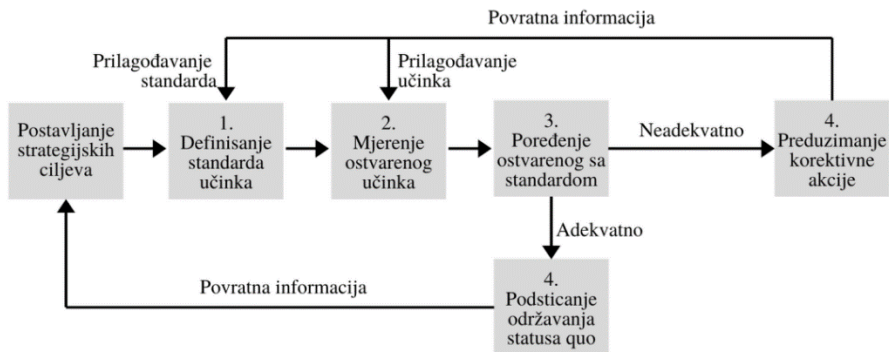 Povratna informacija
Prilagođavanje
standarda
Prilagođavanje
učinka
Postavljanje
strategijskih
ciljeva
1.
Definisanje
standarda
učinka
2.
Mjerenje
ostvarenog
učinka
3.
Poređenje
ostvarenog sa
standardom
Neadekvatno
4.
Preduzimanje
korektivne
akcije
Adekvatno
Povratna informacija
4.
Podsticanje
održavanja
statusa quo